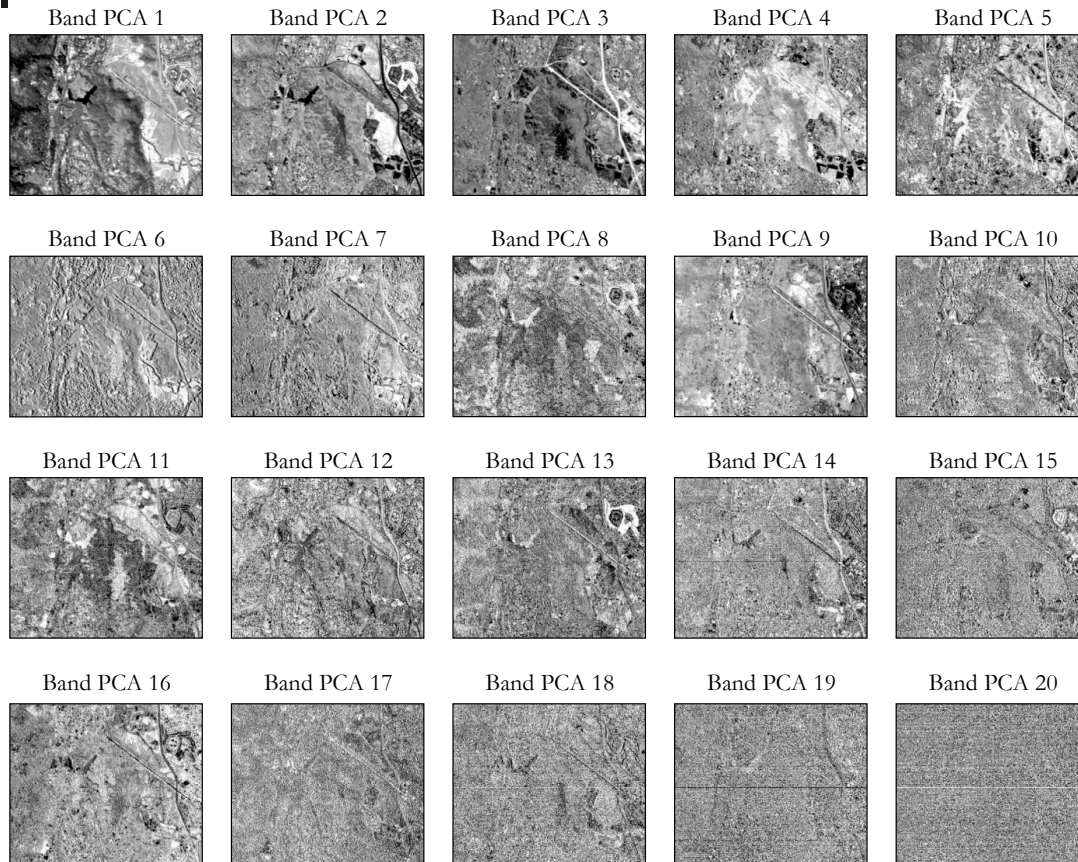 Band PCA 1 Band PCA 2 Band PCA 3 Band PCA 4 Band PCA 5
Band PCA 6 Band PCA 7 Band PCA 8 Band PCA 9 Band PCA 10
Band PCA 11 Band PCA 12 Band PCA 13 Band PCA 14 Band PCA 15
Band PCA 16 Band PCA 17 Band PCA 18 Band PCA 19 Band PCA 20